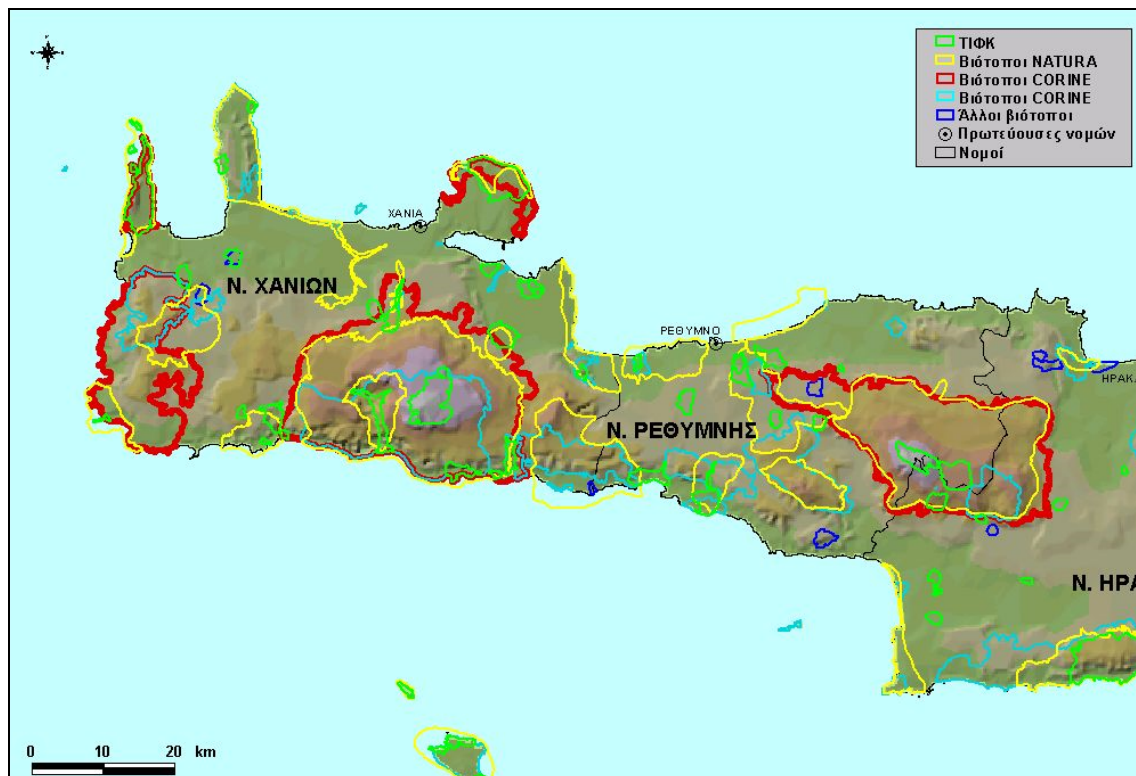 ΤΙΦΚ
Βιότοποι NATURA
Βιότοποι CORINE
Βιότοποι CORINE
Άλλοι βιότοποι
Πρωτεύουσες νομών
Νομοί
ΧΑΝΙΑ
Ν. ΧΑΝΙΩΝ
ΡΕΘΥΜΝΟ
ΗΡΑΚ
Ν. ΡΕΘΥΜΝΗΣ
Ν. ΗΡΑ
0 10 20 km